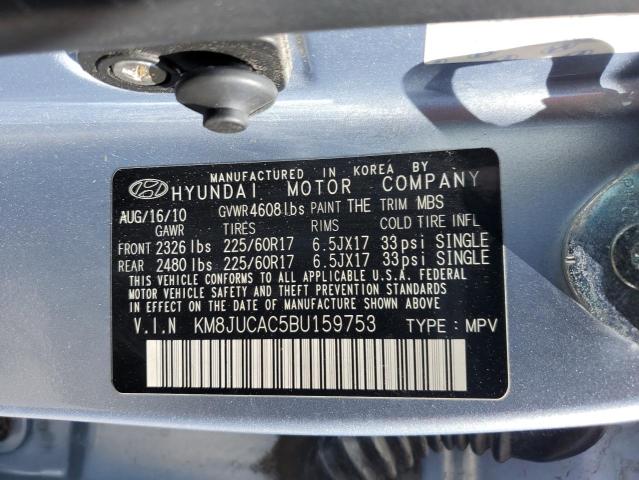 MANUFACTURED IN KOREA BY
HYUNDAI MOTOR COMPANY
AUG/16/10 GVWR4608lbs PAINT THE TRIM MBS
GAWR TIRES RIMS COLD TIRE INFL
FRONT 2326 lbs 225/60R17 6.5JX17 33psi SINGLE
REAR 2480 lbs 225/60R17 6.5JX17 33psi SINGLE
THIS VEHICLE CONFORMS TO ALL APPLICABLE U.S.A. FEDERAL
MOTOR VEHICLE SAFETY AND THEFT PREVENTION STANDARDS
IN EFFECT ON THE DATE OF MANUFACTURE SHOWN ABOVE.
V.I.N KM8JUCAC5BU159753 TYPE : MPV